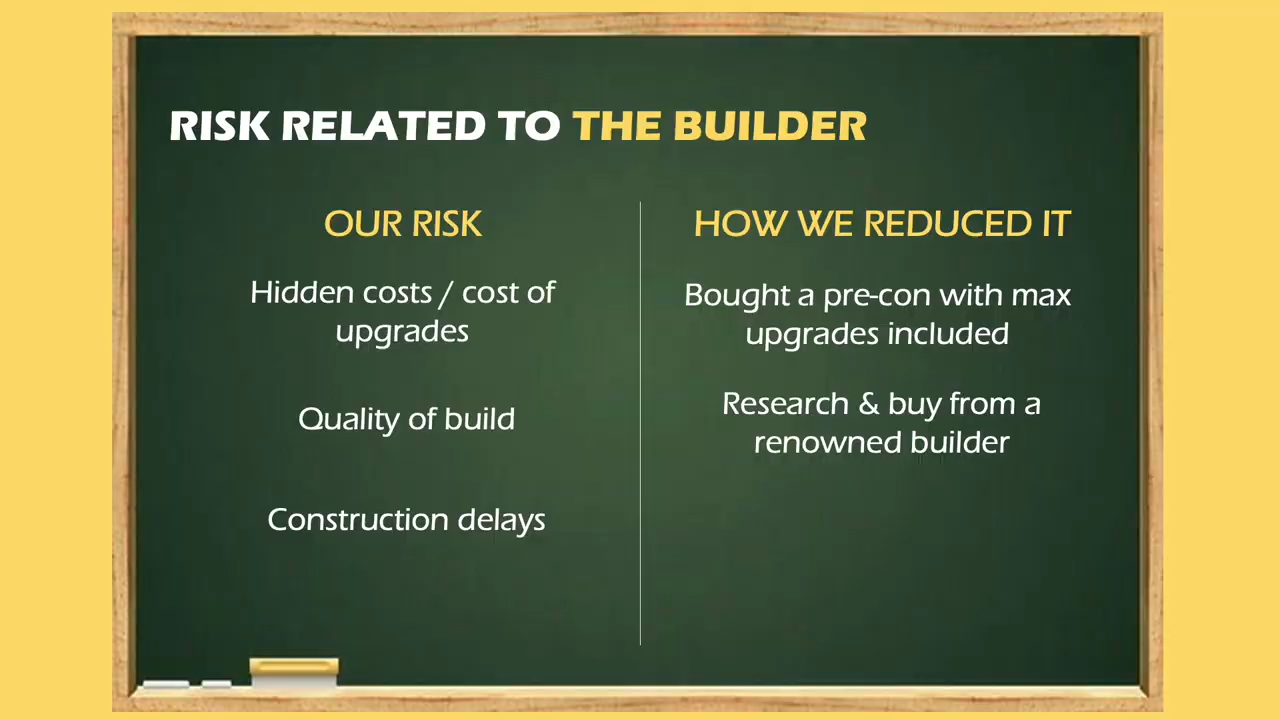 RISK RELATED TO THE BUILDER
OUR RISK
Hidden costs / cost of
upgrades
Quality of build
Construction delays
HOW WE REDUCED IT
Bought a pre-con with max
upgrades included
Research & buy from a
renowned builder